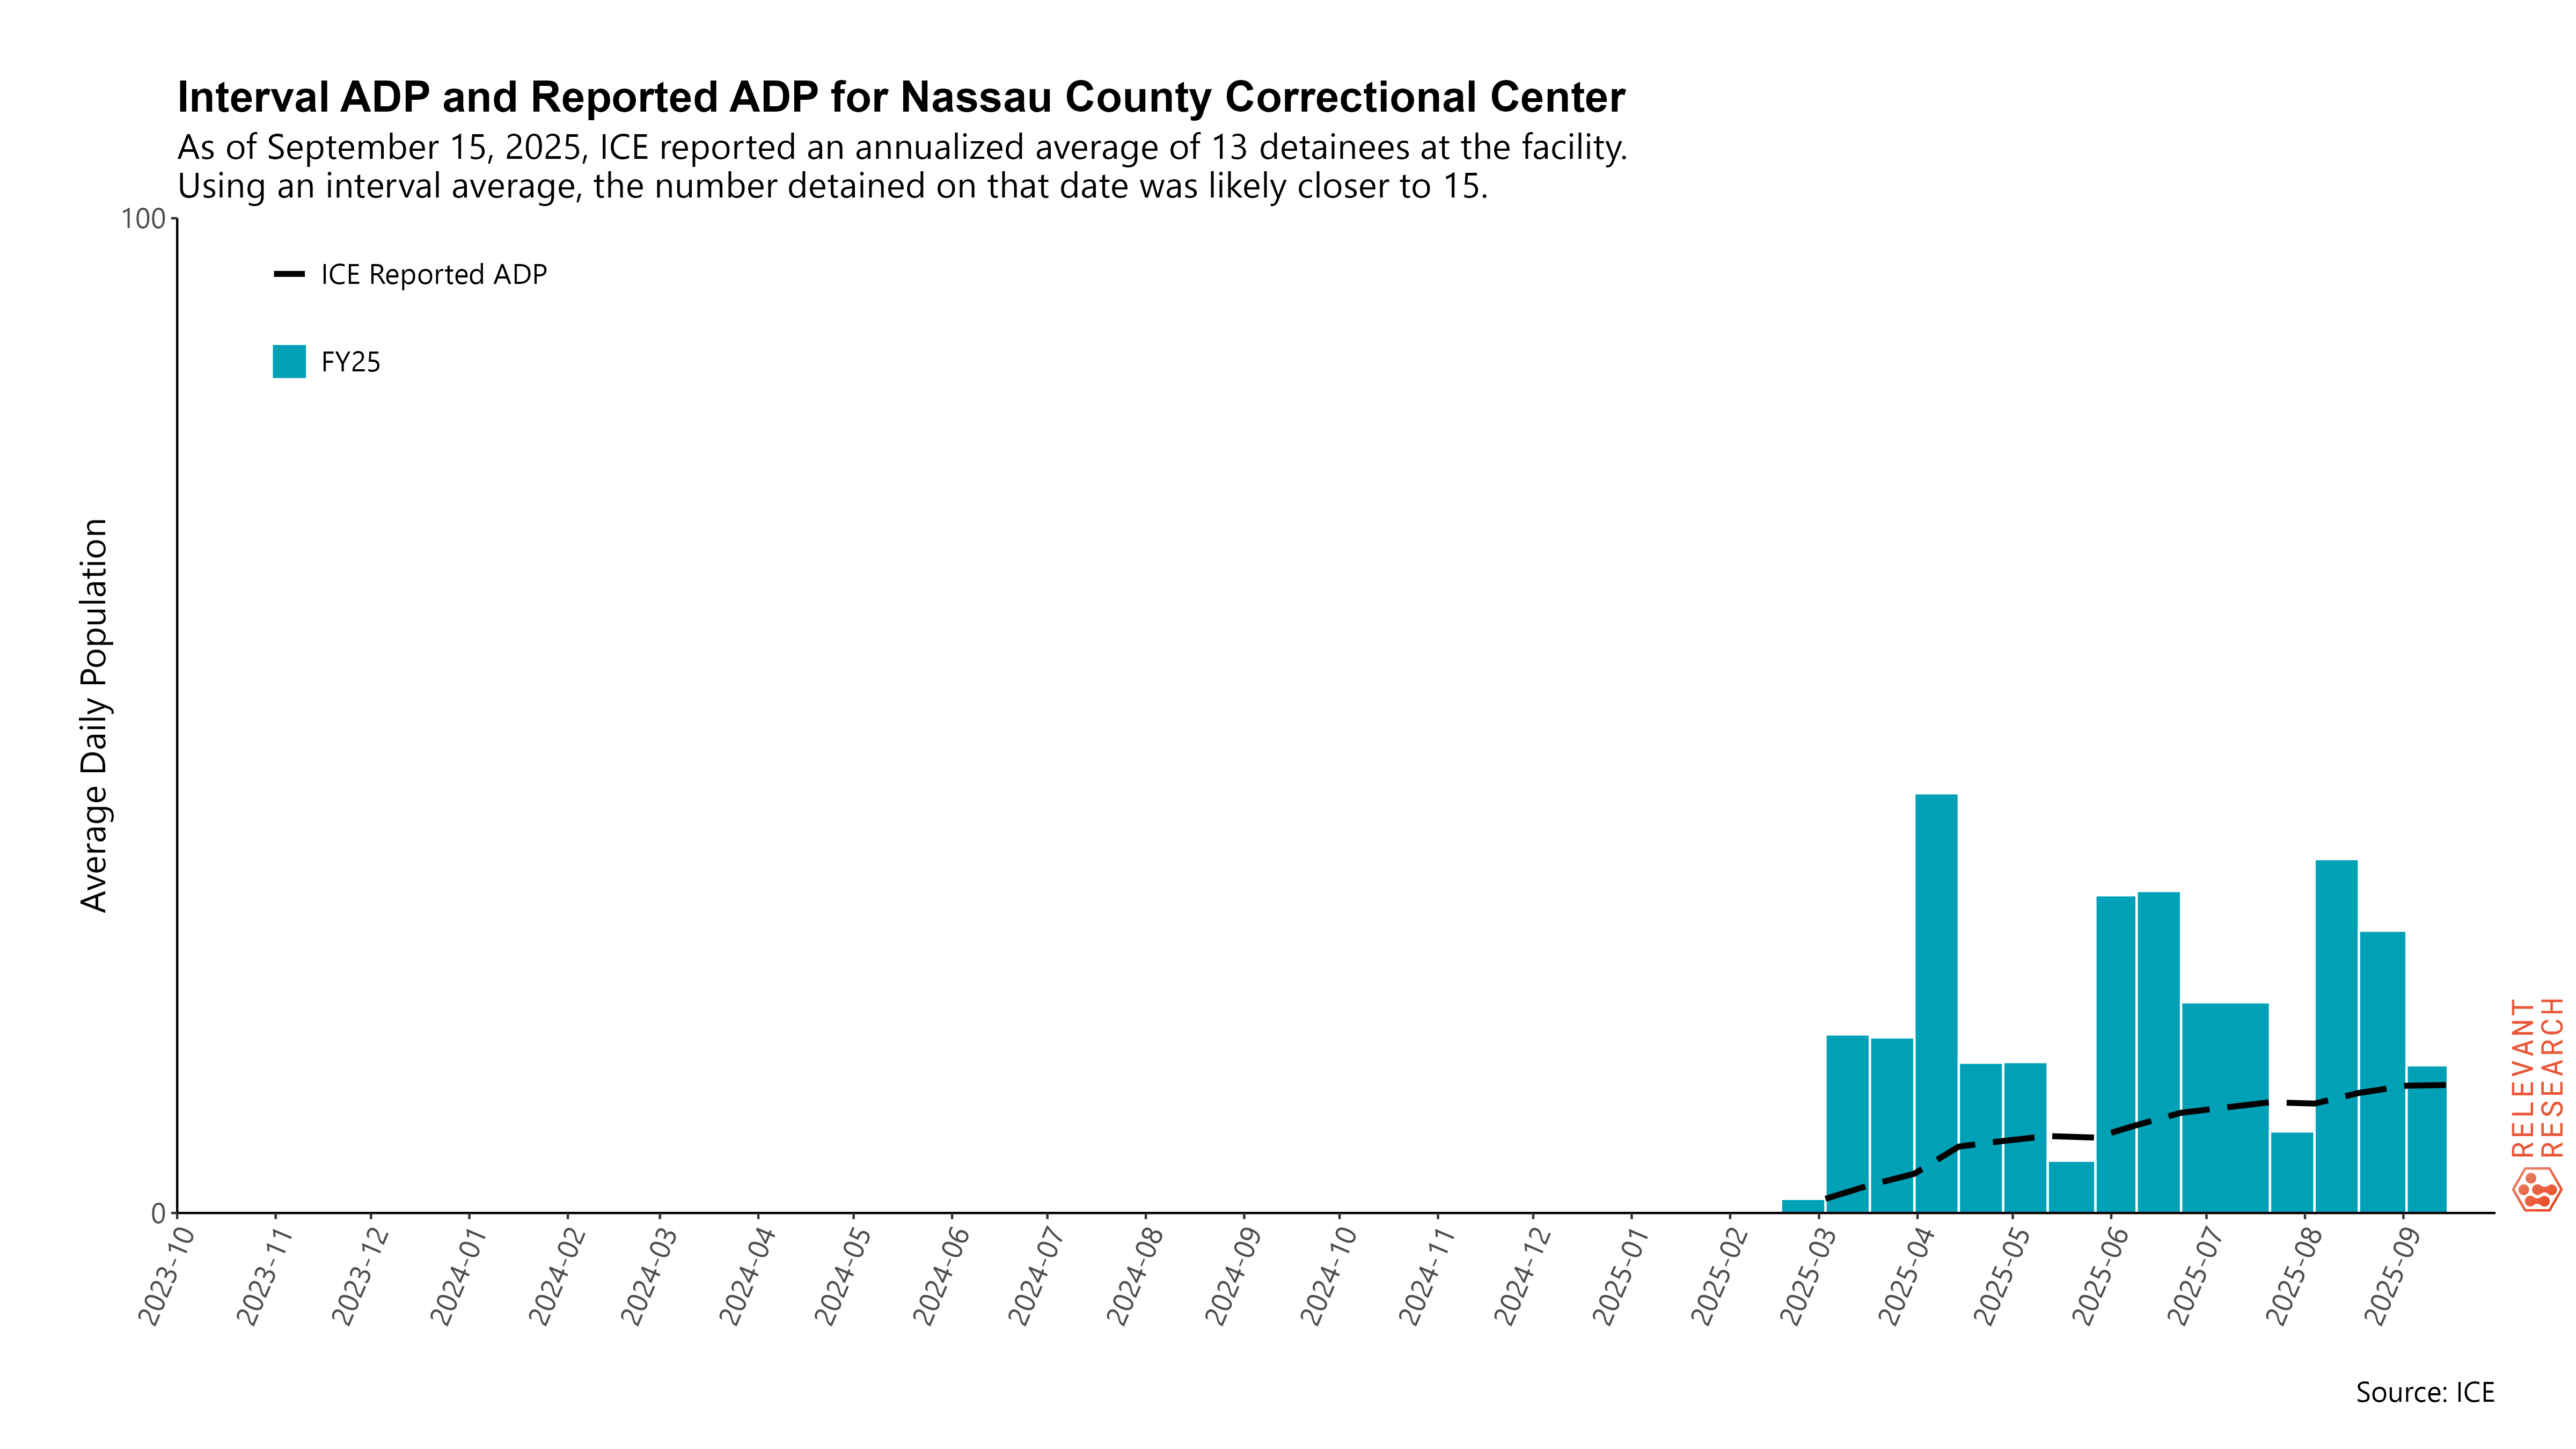 Interval ADP and Reported ADP for Nassau County Correctional Center
As of September 15, 2025, ICE reported an annualized average of 13 detainees at the facility.
Using an interval average, the number detained on that date was likely closer to 15.
100
ICE Reported ADP
FY25
Average Daily Population
0
2023-10
2023-11
2023-12
2024-01
2024-02
2024-03
2024-04
2024-05
2024-06
2024-07
2024-08
2024-09
2024-10
2024-11
2024-12
2025-01
2025-02
2025-03
2025-04
2025-05
2025-06
2025-07
2025-08
2025-09
RELEVANT
RESEARCH
Source: ICE